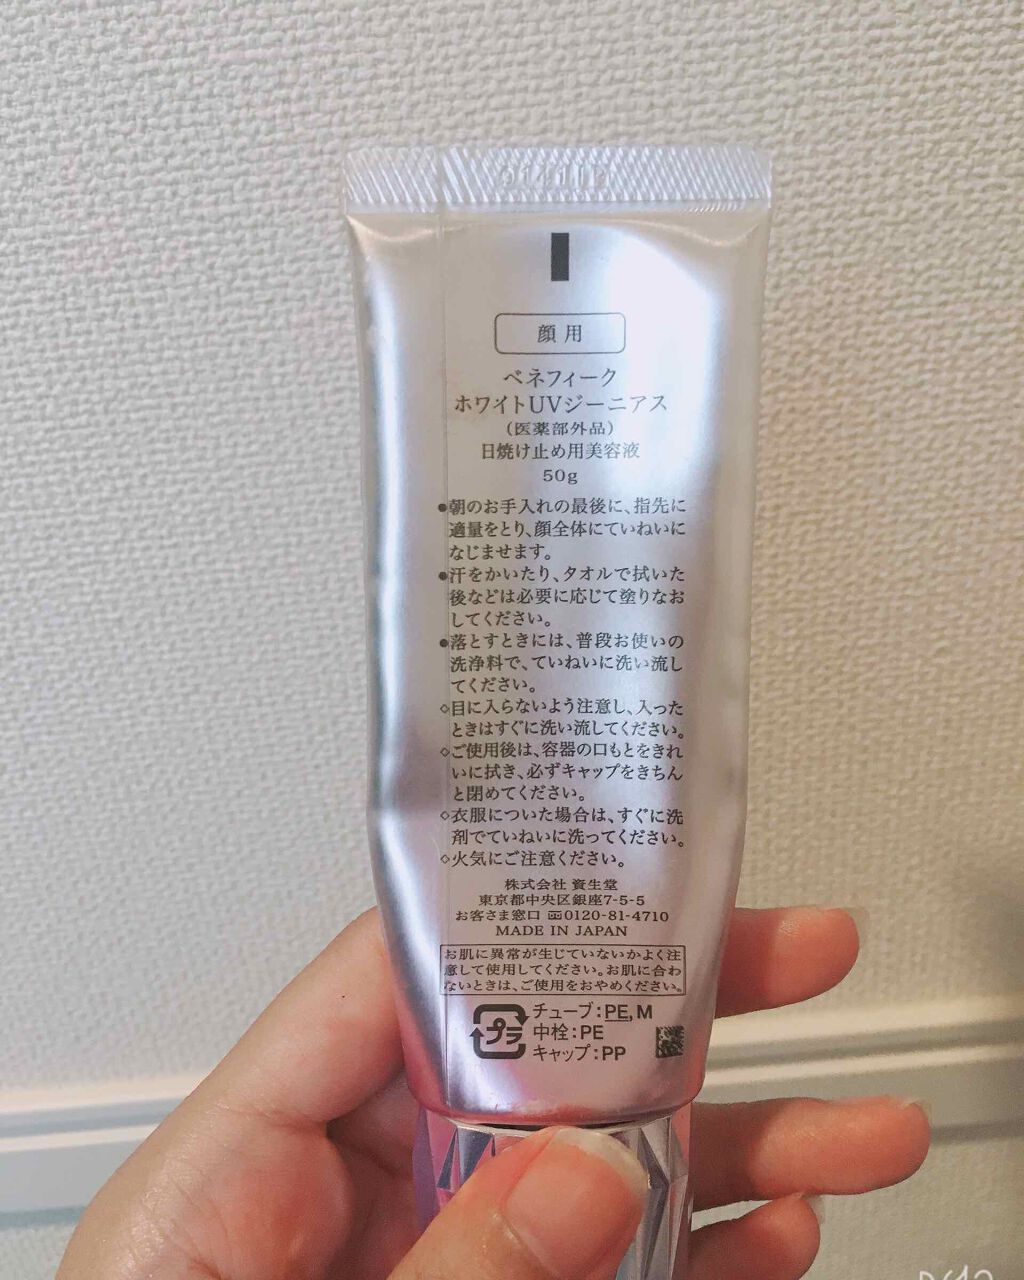 顔用
ベネフィーク
ホワイトUVジーニアス
(医薬部外品)
日焼け止め用美容液
50g
●朝のお手入れの最後に、指先に
適量をとり、顔全体にていねいに
なじませます。
●汗をかいたり、タオルで拭いた
後などは必要に応じて塗りなお
してください。
●落とすときには、普段お使いの
洗浄料で、ていねいに洗い流し
てください。
◇目に入らないよう注意し、入った
ときはすぐに洗い流してください。
◇ご使用後は、容器の口もとをきれ
いに拭き、必ずキャップをきちん
と閉めてください。
◇衣服についた場合は、すぐに洗
剤でていねいに洗ってください。
◇火気にご注意ください。
株式会社 資生堂
東京都中央区銀座7-5-5
お客さま窓口 0120-81-4710
MADE IN JAPAN
お肌に異常が生じていないかよく注
意して使用してください。お肌に合わ
ないときは、ご使用をおやめください。
プラ
チューブ:PE, M
中栓:PE
キャップ:PP